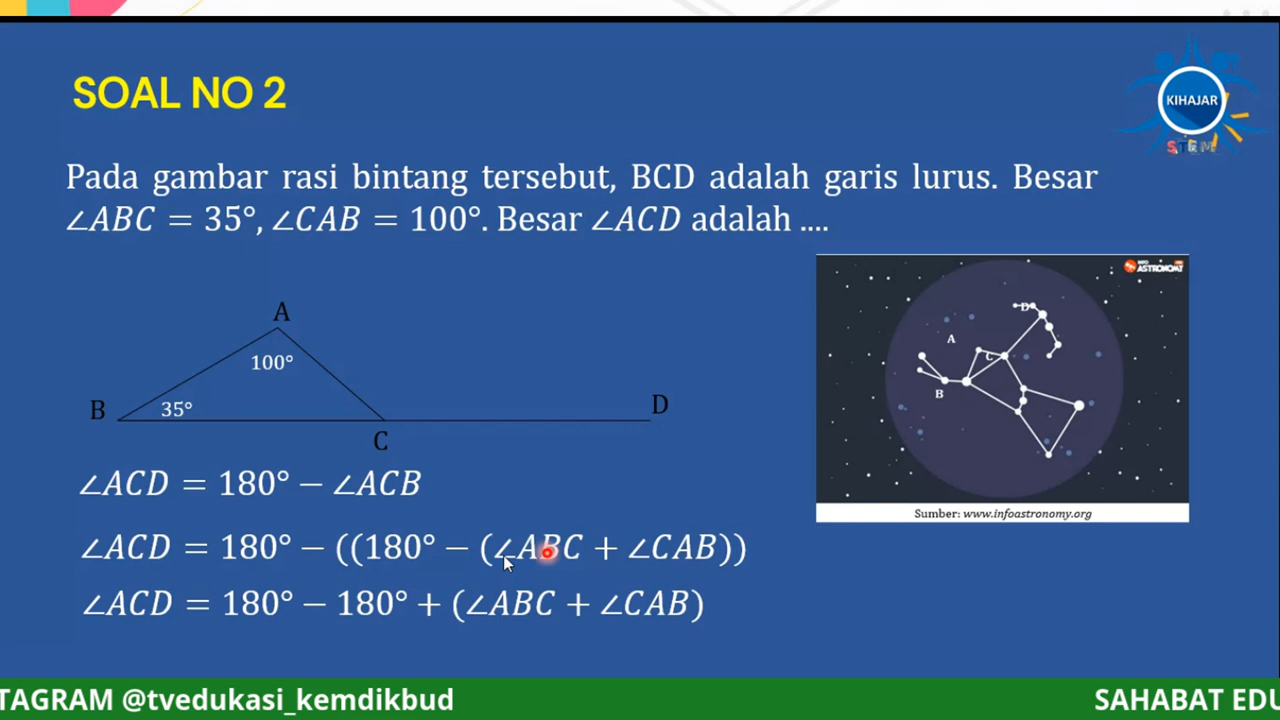 SOAL NO 2
KIHAJAR
STEM
Pada gambar rasi bintang tersebut, BCD adalah garis lurus. Besar
∠ABC = 35°, ∠CAB = 100°. Besar ∠ACD adalah ....
A
100°
B
35°
C
D
INFO
ASTRONOMY
D
A
C
B
Sumber: www.infoastronomy.org
∠ACD = 180° − ∠ACB
∠ACD = 180° − ((180° − (∠ABC + ∠CAB))
∠ACD = 180° − 180° + (∠ABC + ∠CAB)
TAGRAM @tvedukasi_kemdikbud
SAHABAT EDU